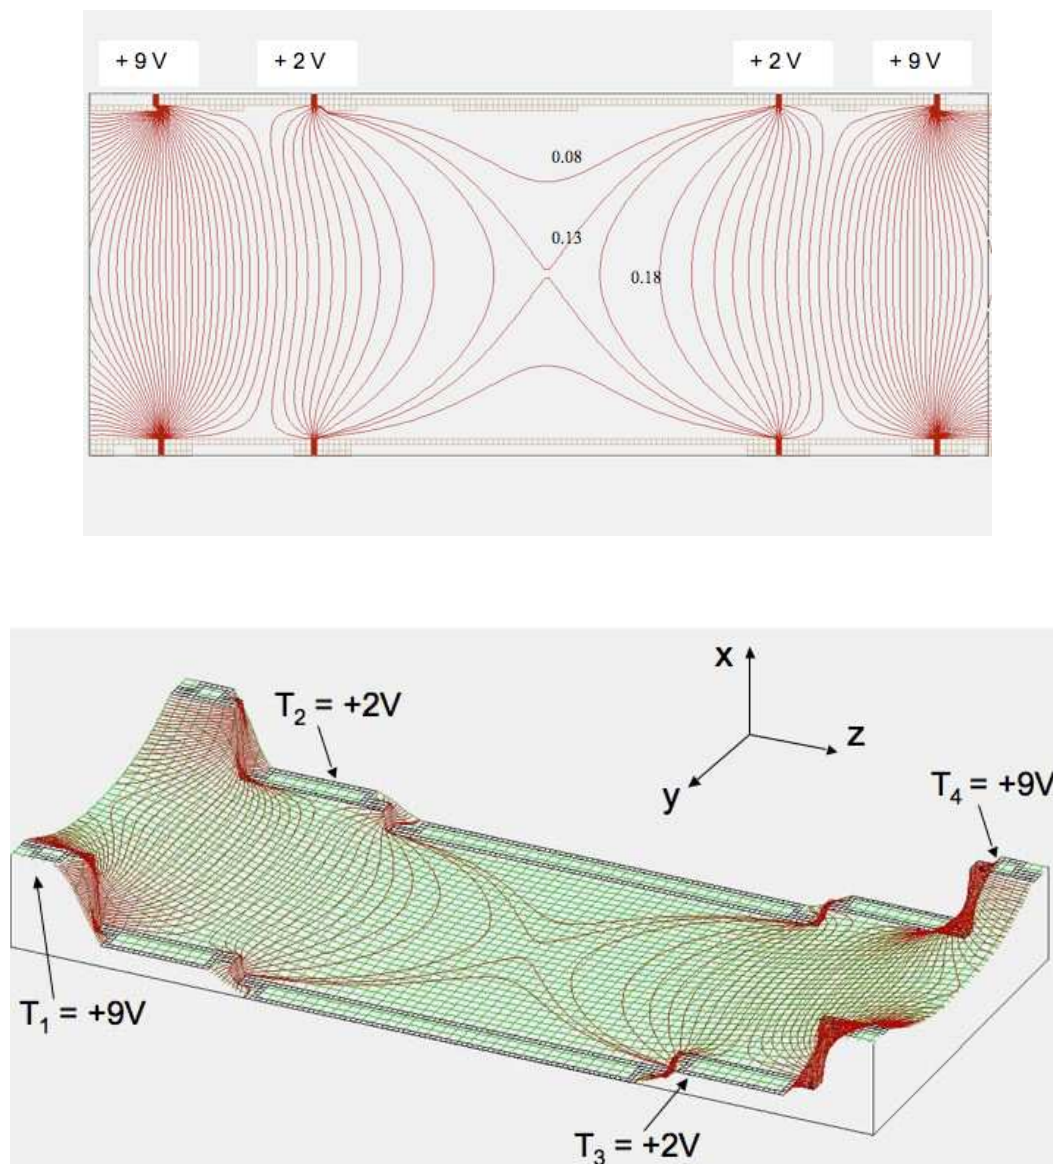 + 9 V
+ 2 V
+ 2 V
+ 9 V
0.08
0.13
0.18
x
z
y
T₂ = +2V
T₄ = +9V
T₁ = +9V
T₃ = +2V